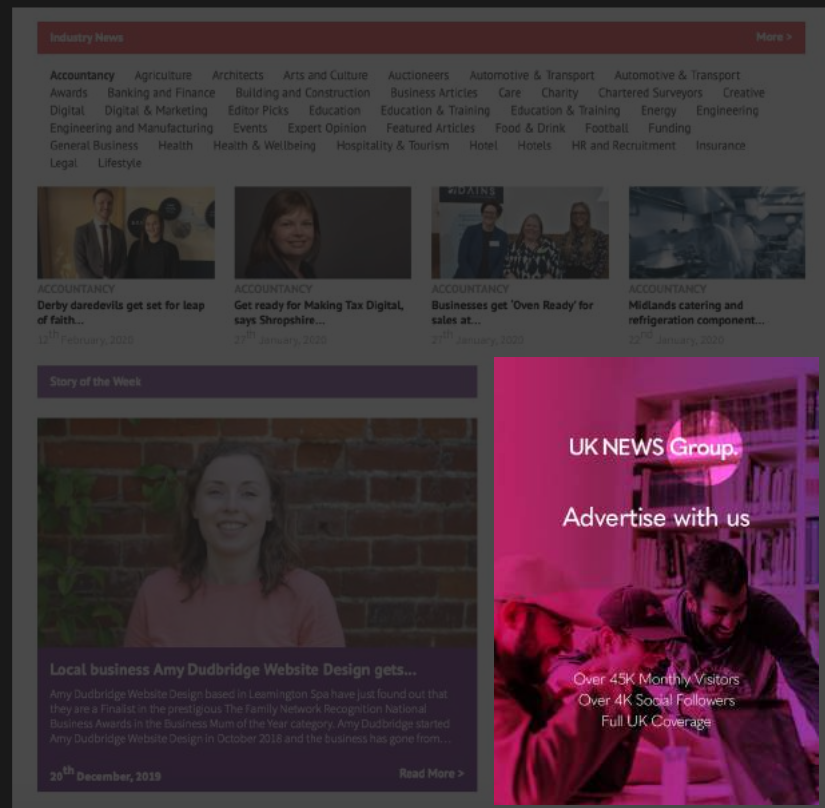 Industry News
More >
Accountancy Agriculture Architects Arts and Culture Auctioneers Automotive & Transport Automotive & Transport
Awards Banking and Finance Building and Construction Business Articles Care Charity Chartered Surveyors Creative
Digital Digital & Marketing Editor Picks Education Education & Training Education & Training Energy Engineering
Engineering and Manufacturing Events Expert Opinion Featured Articles Food & Drink Football Funding
General Business Health Health & Wellbeing Hospitality & Tourism Hotel Hotels HR and Recruitment Insurance
Legal Lifestyle
DAINS
ACCOUNTANCY
Derby daredevils get set for leap
of faith...
12th February, 2020
ACCOUNTANCY
Get ready for Making Tax Digital,
says Shropshire...
27th January, 2020
ACCOUNTANCY
Businesses get 'Oven Ready' for
sales at...
27th January, 2020
ACCOUNTANCY
Midlands catering and
refrigeration component...
22nd January, 2020
Story of the Week
Local business Amy Dudbridge Website Design gets...
Amy Dudbridge Website Design based in Leamington Spa have just found out that
they are a Finalist in the prestigious The Family Network Recognition National
Business Awards in the Business Mum of the Year category. Amy Dudbridge started
Amy Dudbridge Website Design in October 2018 and the business has gone from...
20th December, 2019
Read More >
UK NEWS Group.
Advertise with us
Over 45K Monthly Visitors
Over 4K Social Followers
Full UK Coverage